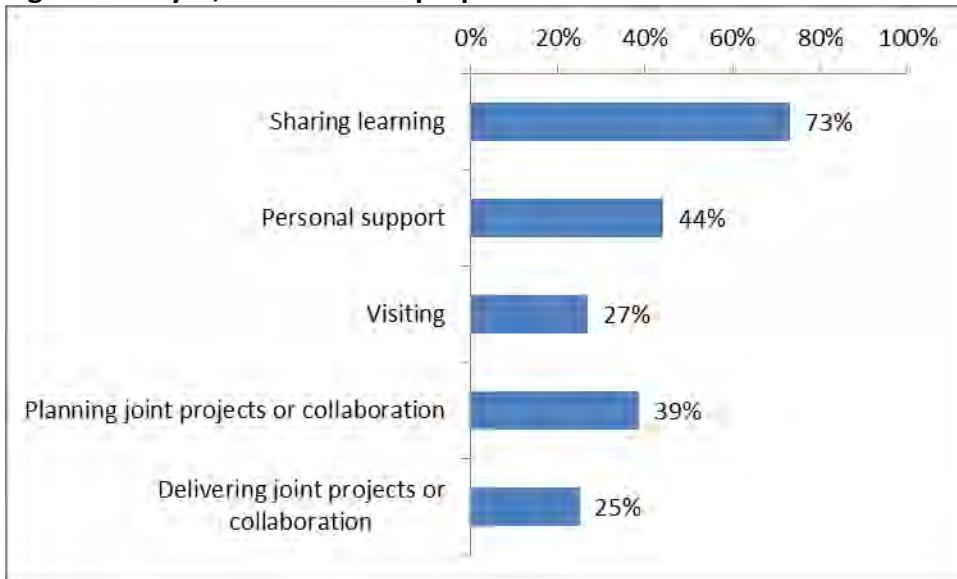 0% 20% 40% 60% 80% 100%
Sharing learning 73%
Personal support 44%
Visiting 27%
Planning joint projects or collaboration 39%
Delivering joint projects or
collaboration 25%